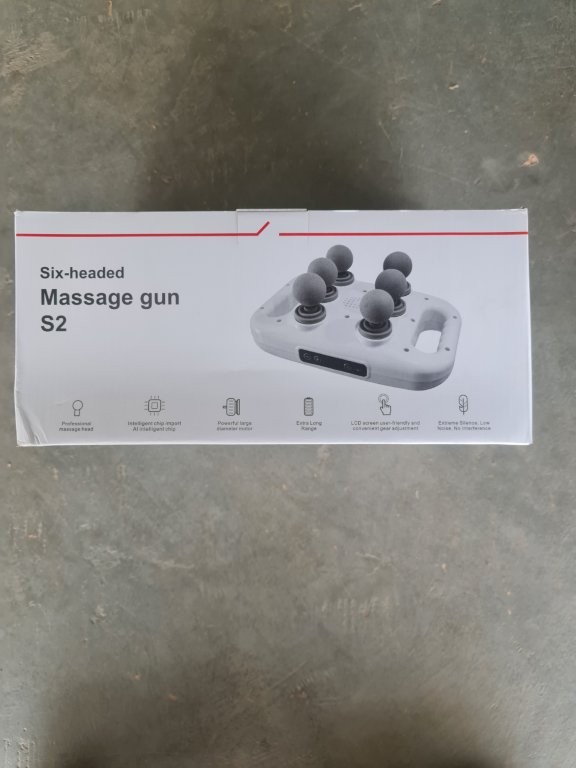 Six-headed
Massage gun
S2
Professional
massage head
Intelligent chip import
AI intelligent chip
Powerful large
diameter motor
Extra Long
Range
LCD screen user-friendly and
convenient gear adjustment
Extreme Silence, Low
Noise, No Interference.